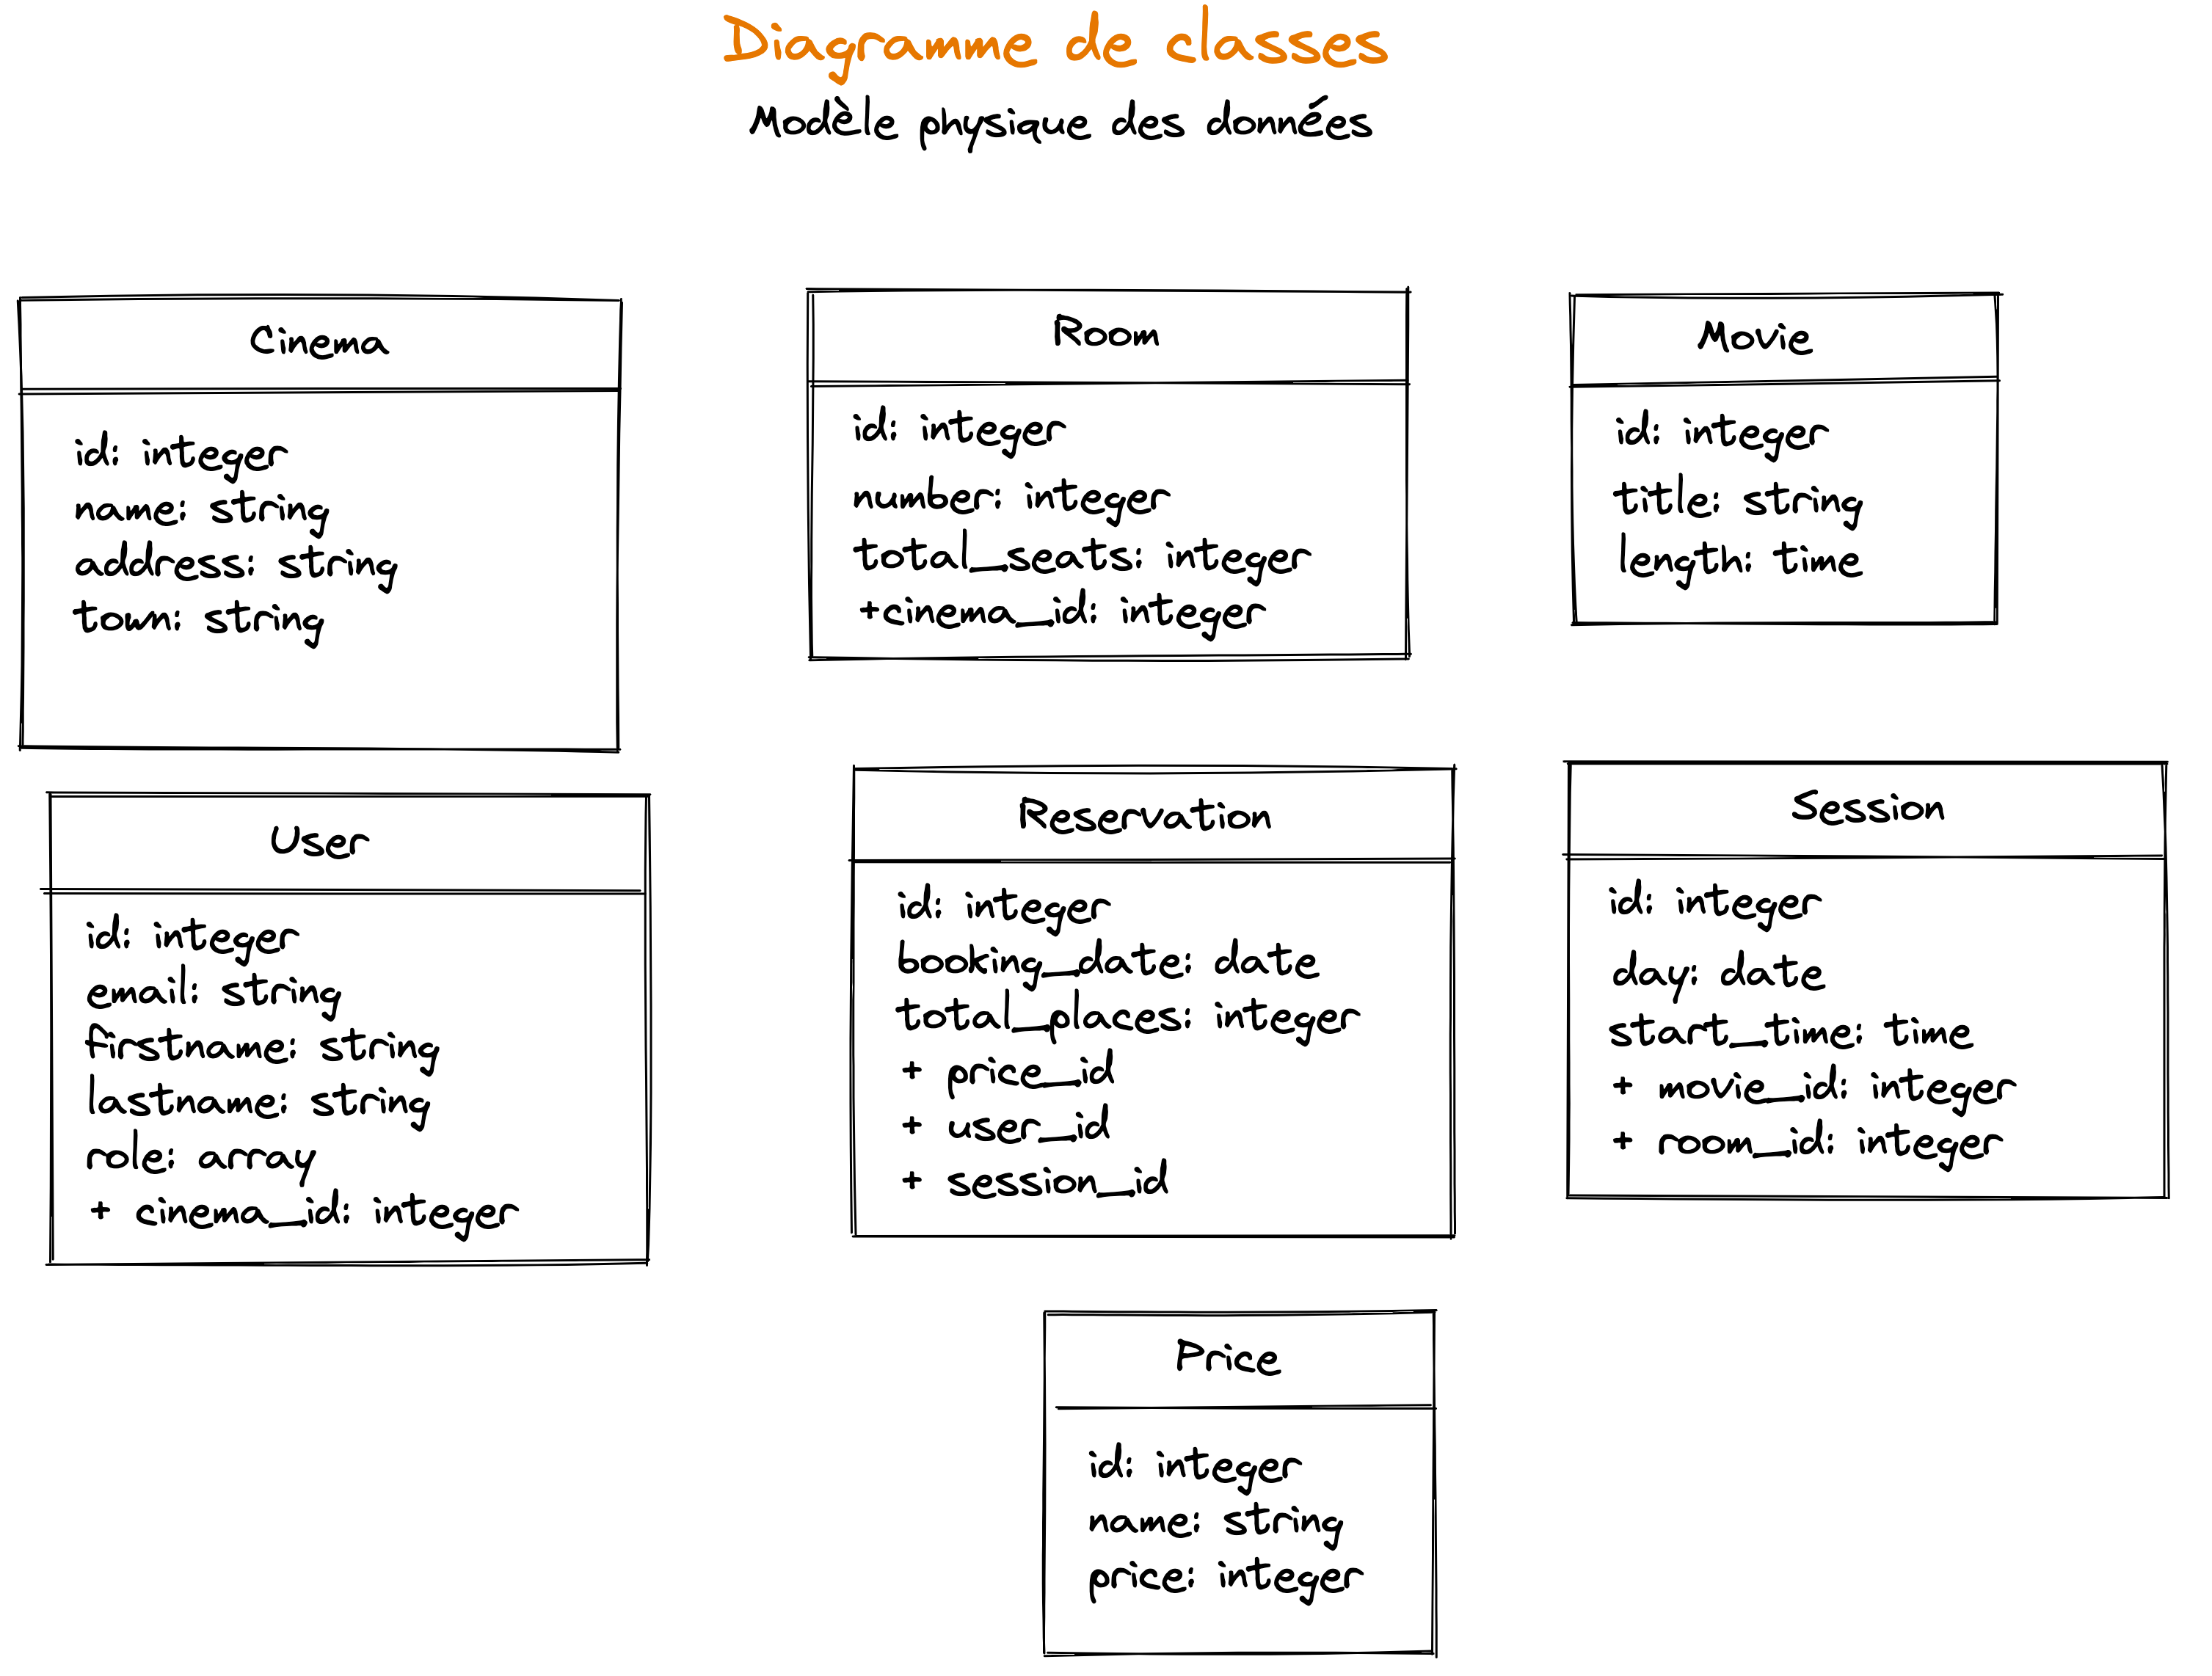 Diagramme de classes
Modèle physique des données
Cinema
id: integer
name: string
address: string
town: string
Room
id: integer
number: integer
total_seats: integer
+cinema_id: integer
Movie
id: integer
title: string
length: time
User
id: integer
email: string
firstname: string
lastname: string
role: array
+ cinema_id: integer
Reservation
id: integer
booking_date: date
total_places: integer
+ price_id
+ user_id
+ session_id
Session
id: integer
day: date
start_time: time
+ movie_id: integer
+ room_id: integer
Price
id: integer
name: string
price: integer